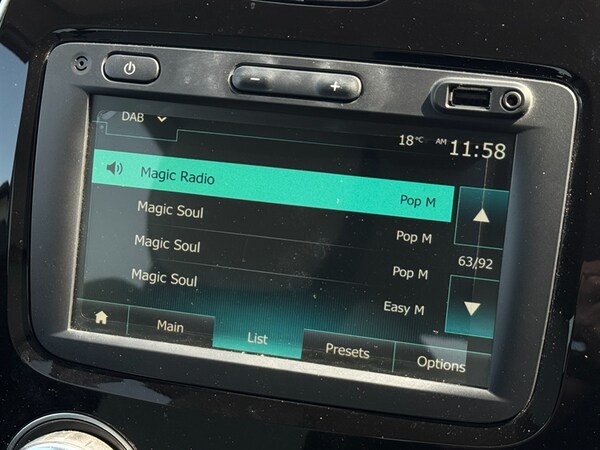 − +
DAB
18°C AM 11:58
Magic Radio Pop M
Magic Soul Pop M
Magic Soul Pop M
Magic Soul Easy M
63/92
Main List Presets Options